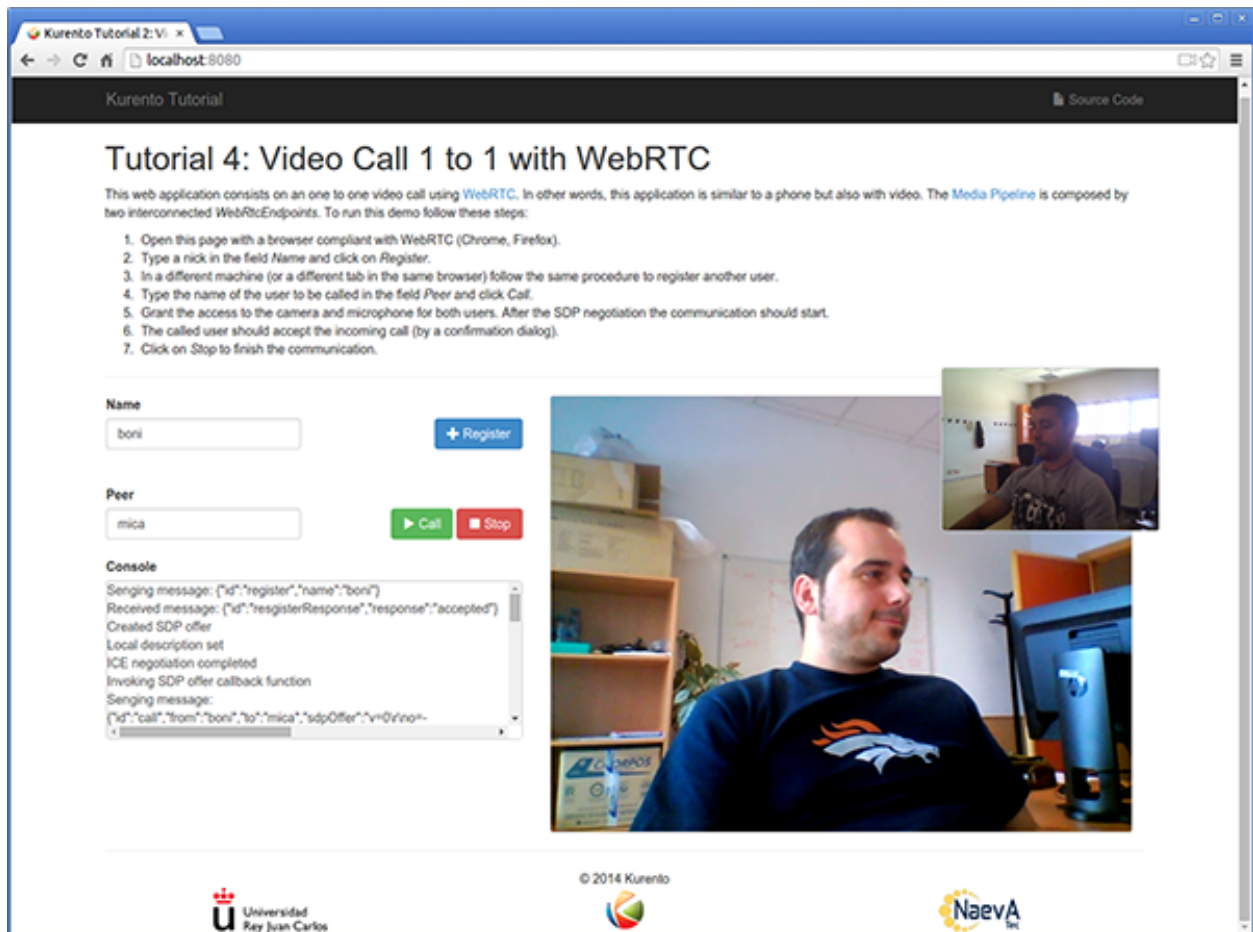 Kurento Tutorial 2: Vi
localhost:8080
Kurento Tutorial
Source Code
Tutorial 4: Video Call 1 to 1 with WebRTC
This web application consists on an one to one video call using WebRTC. In other words, this application is similar to a phone but also with video. The Media Pipeline is composed by
two interconnected WebRtcEndpoints. To run this demo follow these steps:
1. Open this page with a browser compliant with WebRTC (Chrome, Firefox).
2. Type a nick in the field Name and click on Register.
3. In a different machine (or a different tab in the same browser) follow the same procedure to register another user.
4. Type the name of the user to be called in the field Peer and click Call.
5. Grant the access to the camera and microphone for both users. After the SDP negotiation the communication should start.
6. The called user should accept the incoming call (by a confirmation dialog).
7. Click on Stop to finish the communication.
Name
boni
Register
Peer
mica
Call
Stop
Console
Senging message: {"id":"register","name":"boni"}
Received message: {"id":"resgisterResponse","response":"accepted"}
Created SDP offer
Local description set
ICE negotiation completed
Invoking SDP offer callback function
Senging message:
{"id":"call","from":"boni","to":"mica","sdpOffer":"v=0\r\no=-
© 2014 Kurento
Universidad
Rey Juan Carlos
NaevA
Tec